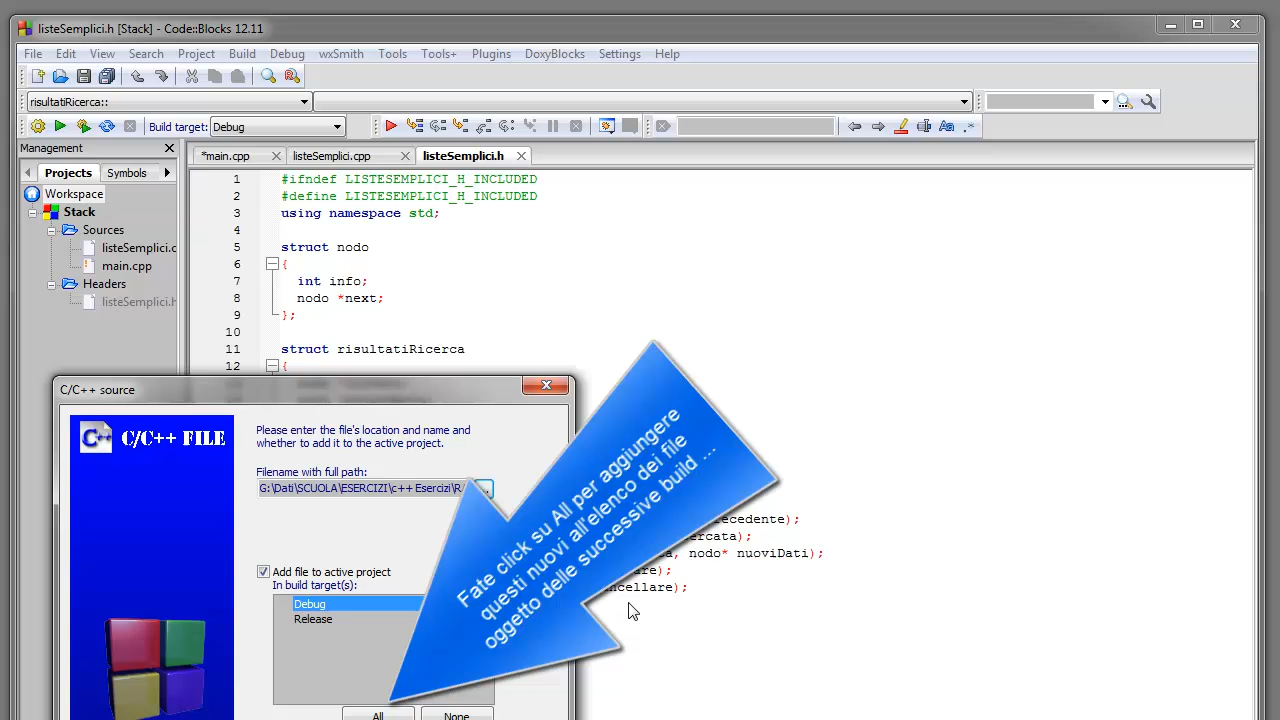 listeSemplici.h [Stack] - Code::Blocks 12.11
File Edit View Search Project Build Debug wxSmith Tools Tools+ Plugins DoxyBlocks Settings Help
risultatiRicerca::
Build target: Debug
Management
*main.cpp listeSemplici.cpp listeSemplici.h
Projects Symbols
Workspace
Stack
Sources
listeSemplici.c
main.cpp
Headers
listeSemplici.h
1 #ifndef LISTESEMPLICI_H_INCLUDED
2 #define LISTESEMPLICI_H_INCLUDED
3 using namespace std;
4
5 struct nodo
6 {
7 int info;
8 nodo *next;
9 };
10
11 struct risultatiRicerca
12 {
ecedente);
rcata);
a, nodo* nuoviDati);
are);
ncellare);
C/C++ source
C++ C/C++ FILE
Please enter the file's location and name and
whether to add it to the active project.
Filename with full path:
G:\Dati\SCUOLA\ESERCIZI\c++ Esercizi\R
Add file to active project
In build target(s):
Debug
Release
All None
Fate click su All per aggiungere
questi nuovi all'elenco dei file
oggetto delle successive build ...